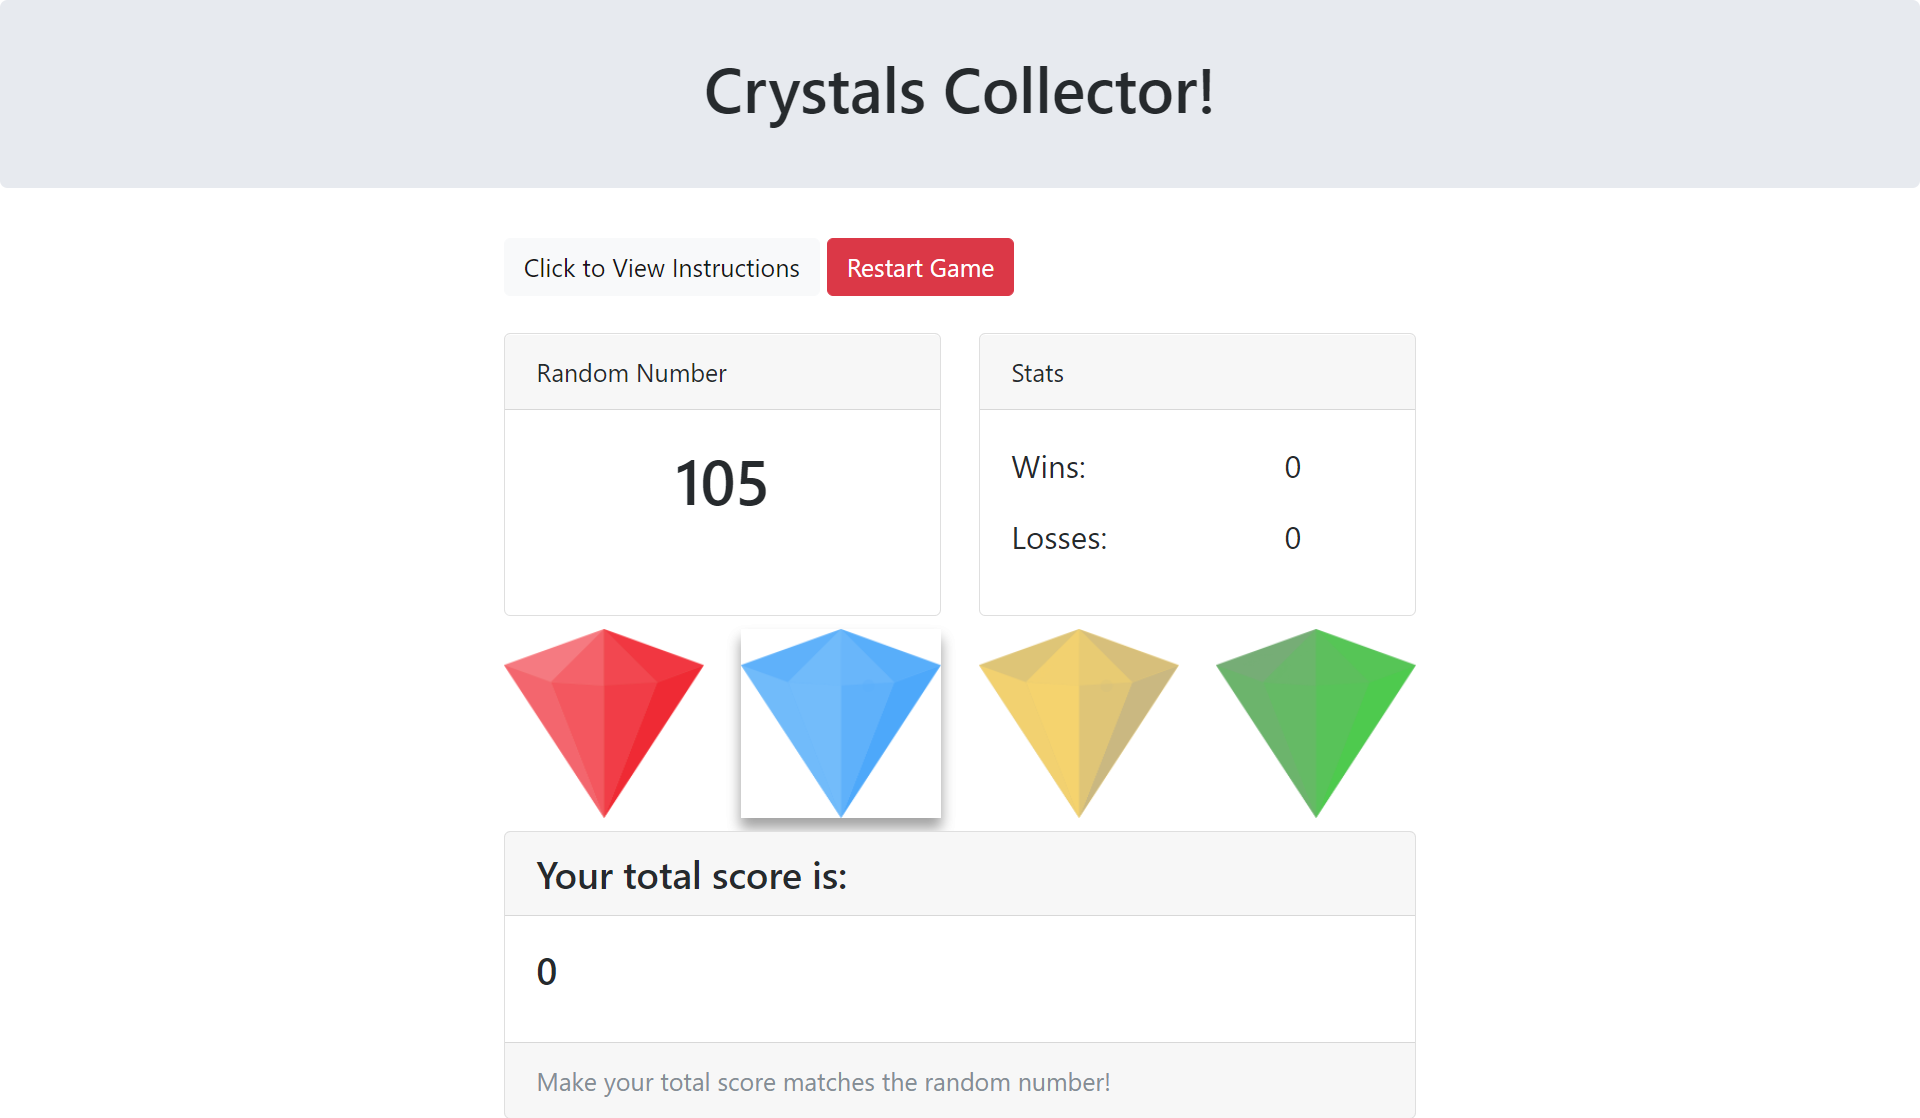 Crystals Collector!
Click to View Instructions Restart Game
Random Number
105
Stats
Wins: 0
Losses: 0
Your total score is:
0
Make your total score matches the random number!